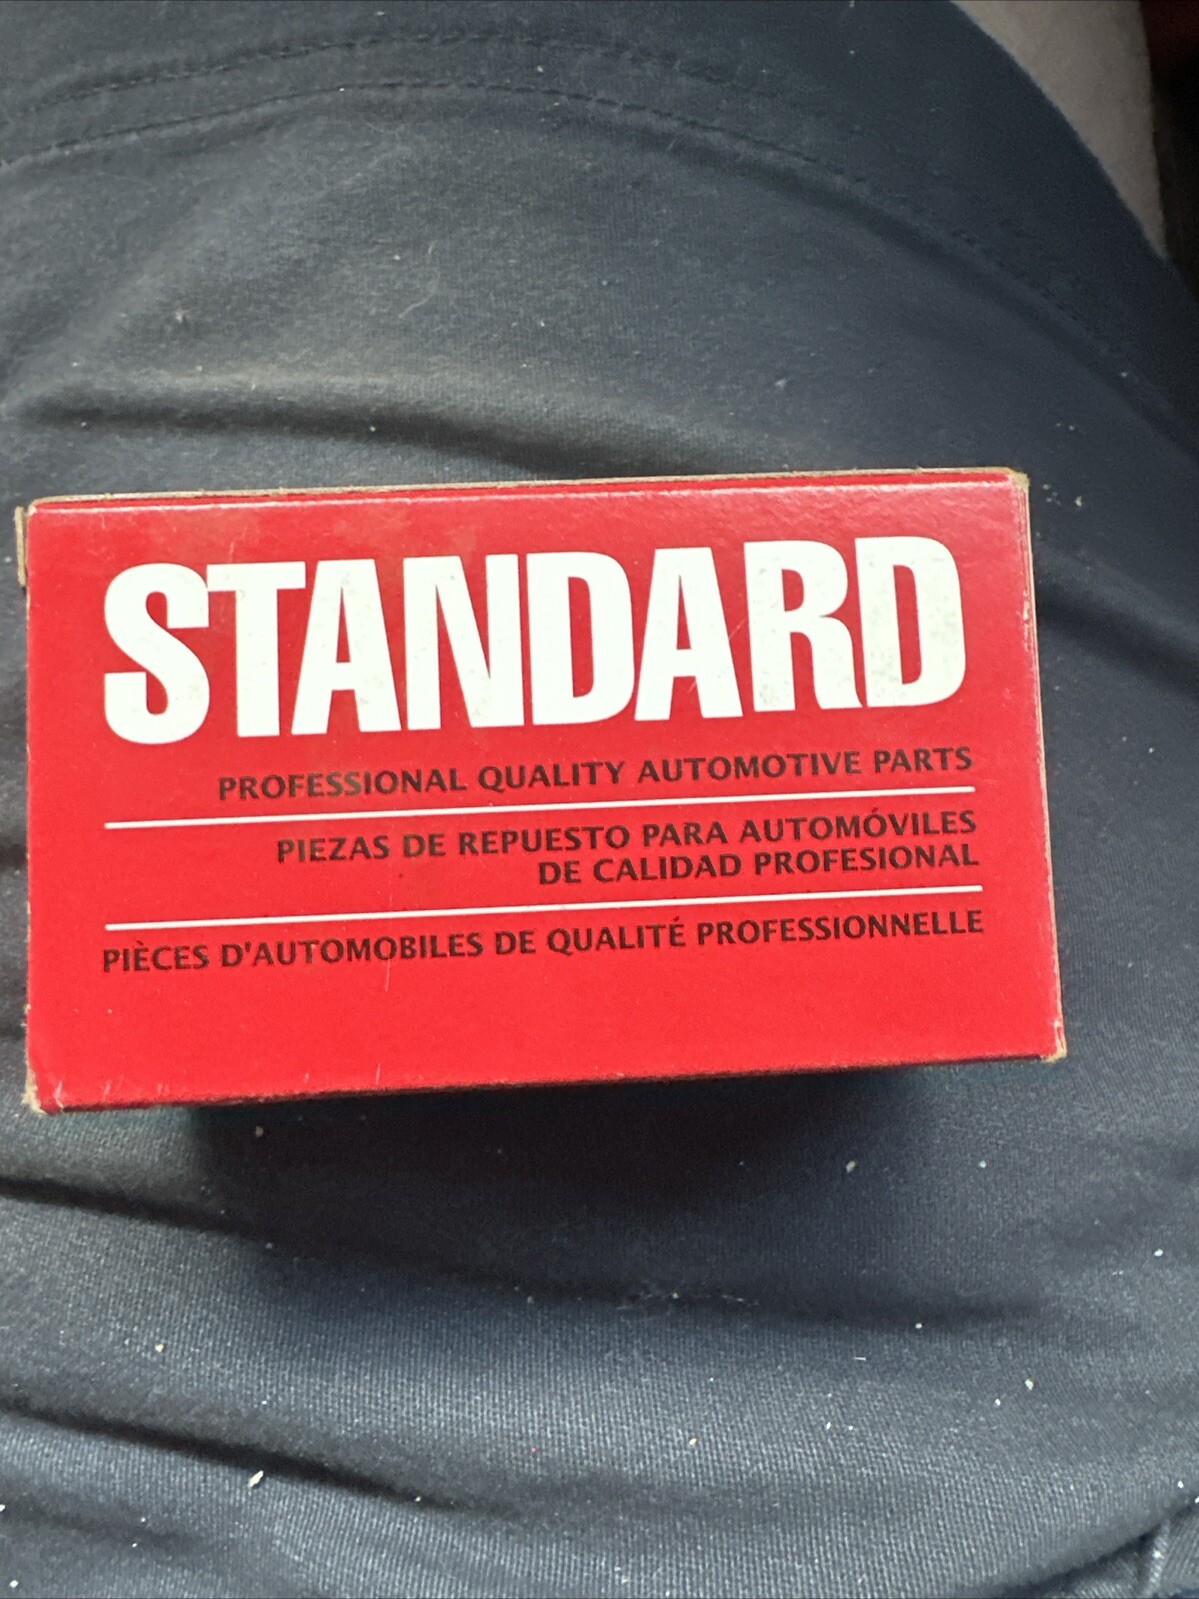 STANDARD
PROFESSIONAL QUALITY AUTOMOTIVE PARTS
PIEZAS DE REPUESTO PARA AUTOMÓVILES
DE CALIDAD PROFESIONAL
PIÈCES D'AUTOMOBILES DE QUALITÉ PROFESSIONNELLE